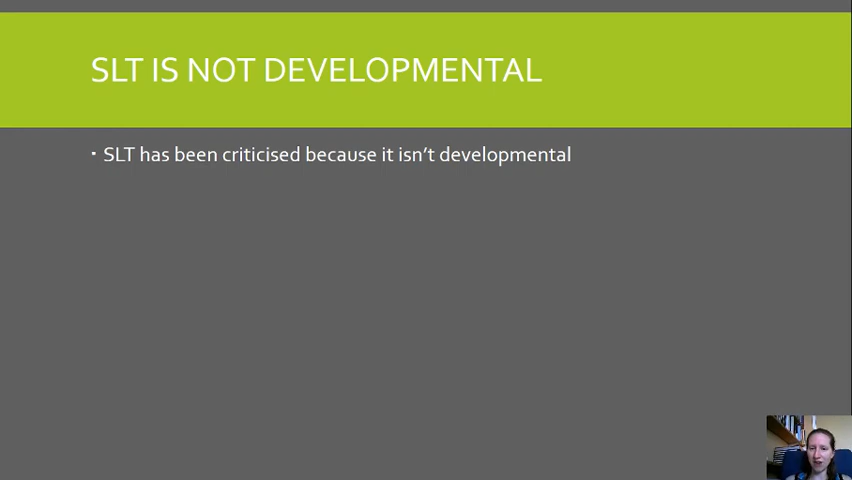 SLT IS NOT DEVELOPMENTAL
▪ SLT has been criticised because it isn’t developmental